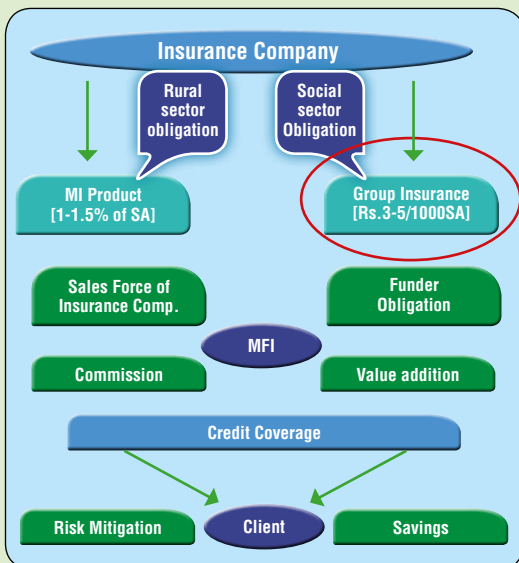 Insurance Company
Rural
sector
obligation
Social
sector
Obligation
MI Product
[1-1.5% of SA]
Group Insurance
[Rs.3-5/1000SA]
Sales Force of
Insurance Comp.
Funder
Obligation
MFI
Commission
Value addition
Credit Coverage
Risk Mitigation
Client
Savings